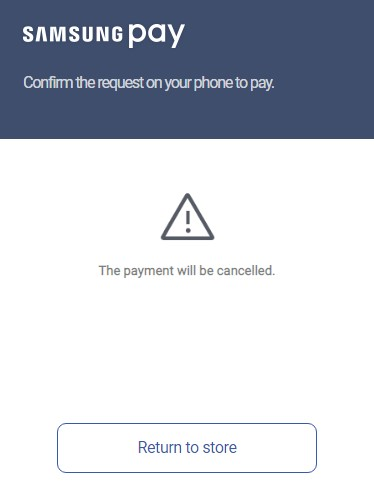 SAMSUNG pay
Confirm the request on your phone to pay.
The payment will be cancelled.
Return to store